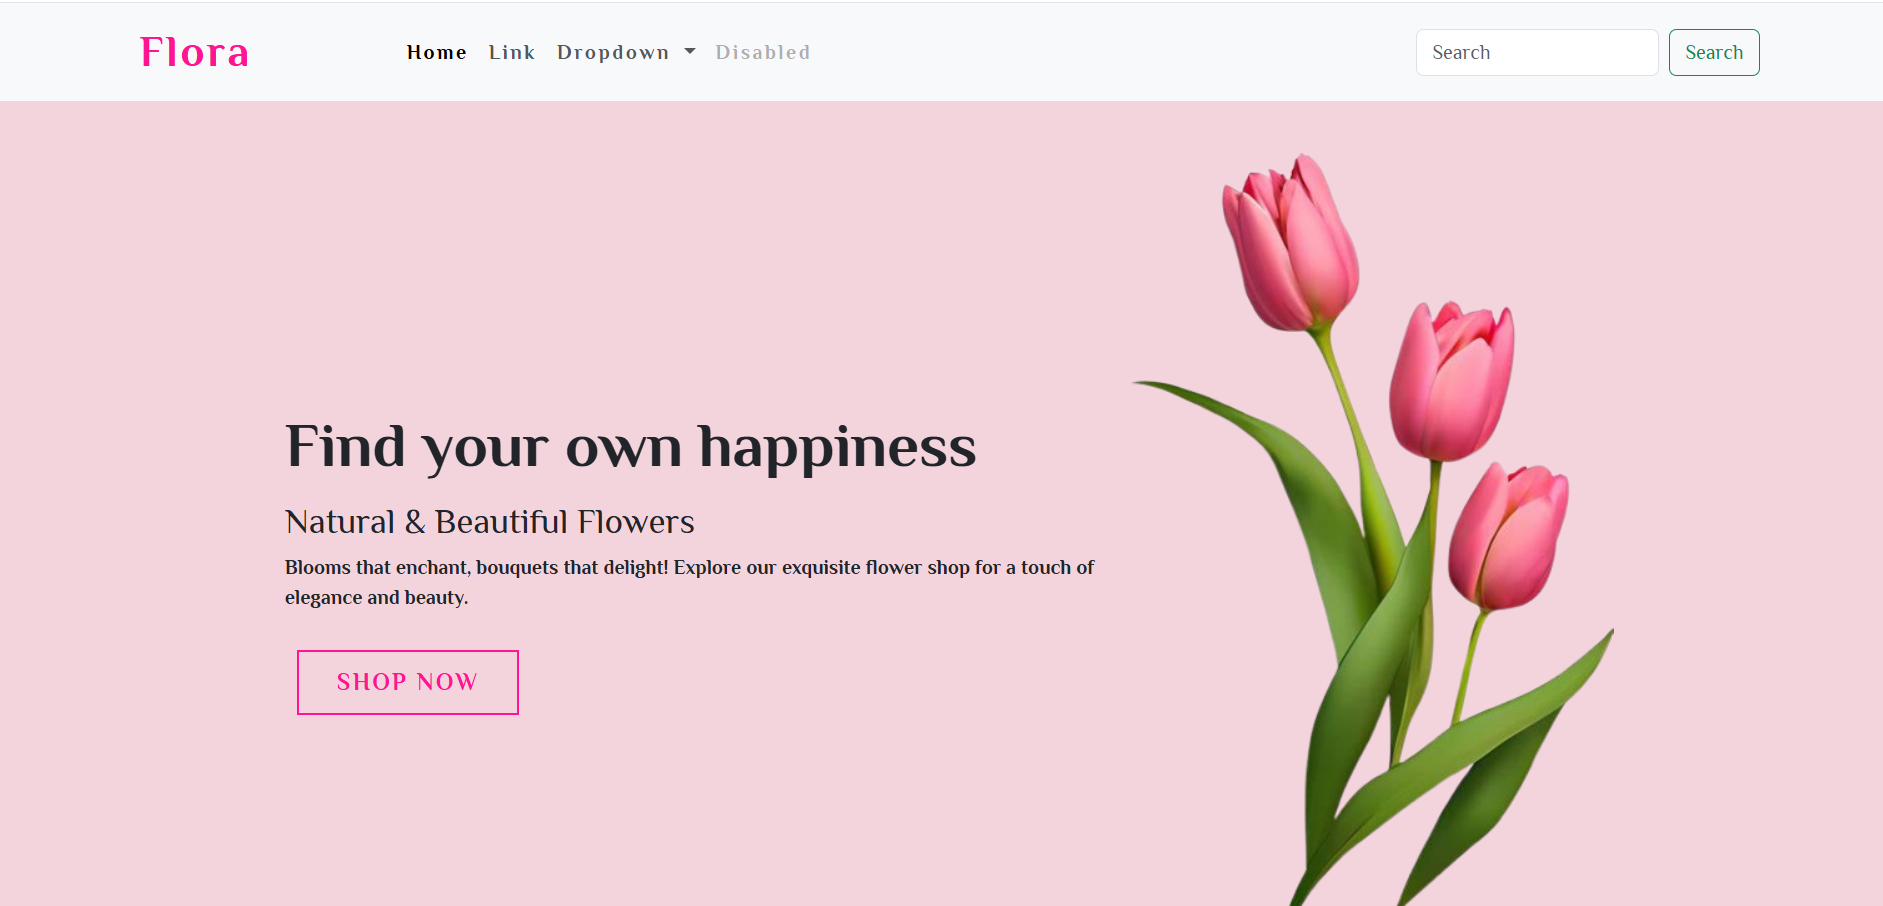 Flora
Home Link Dropdown Disabled
Search Search
Find your own happiness
Natural & Beautiful Flowers
Blooms that enchant, bouquets that delight! Explore our exquisite flower shop for a touch of
elegance and beauty.
SHOP NOW